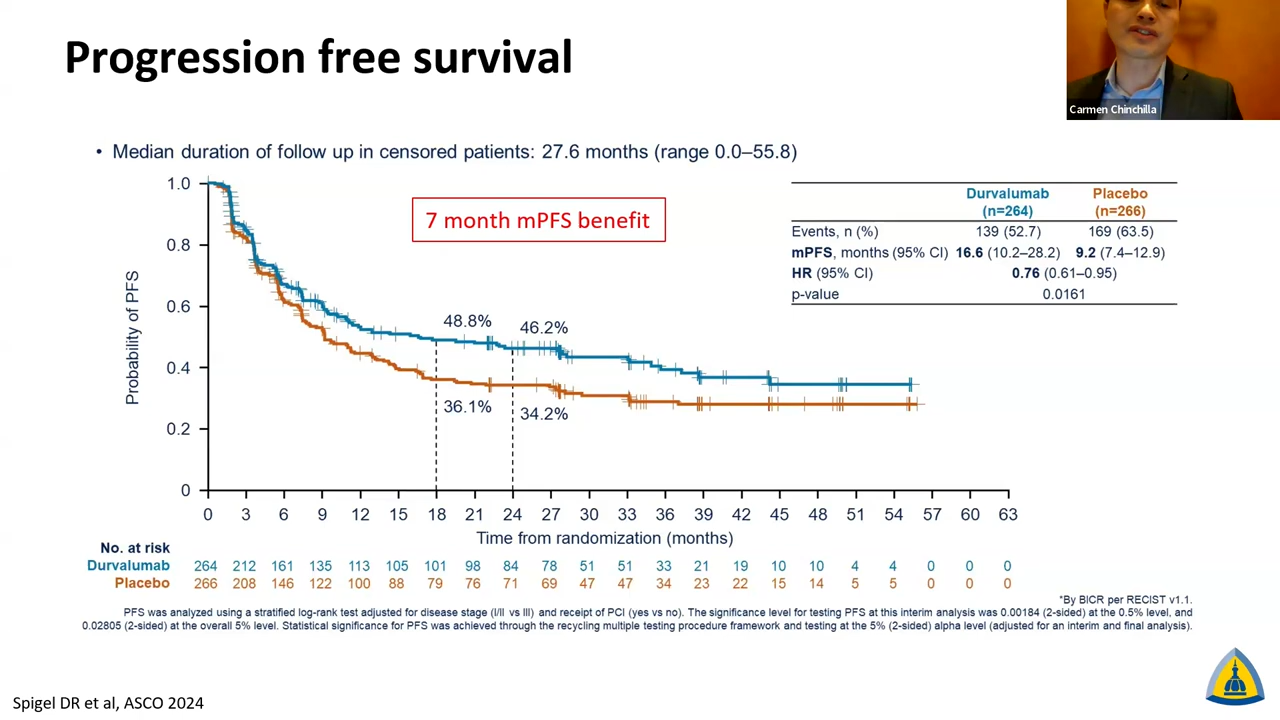 Progression free survival
Carmen Chinchilla
• Median duration of follow up in censored patients: 27.6 months (range 0.0–55.8)
7 month mPFS benefit
Durvalumab Placebo
(n=264) (n=266)
Events, n (%) 139 (52.7) 169 (63.5)
mPFS, months (95% CI) 16.6 (10.2–28.2) 9.2 (7.4–12.9)
HR (95% CI) 0.76 (0.61–0.95)
p-value 0.0161
Probability of PFS
1.0
0.8
0.6
0.4
0.2
0
48.8% 46.2%
36.1% 34.2%
0 3 6 9 12 15 18 21 24 27 30 33 36 39 42 45 48 51 54 57 60 63
Time from randomization (months)
No. at risk
Durvalumab 264 212 161 135 113 105 101 98 84 78 51 51 33 21 19 10 10 4 4 0 0 0
Placebo 266 208 146 122 100 88 79 76 71 69 47 47 34 23 22 15 14 5 5 0 0 0
*By BICR per RECIST v1.1.
PFS was analyzed using a stratified log-rank test adjusted for disease stage (I/II vs III) and receipt of PCI (yes vs no). The significance level for testing PFS at this interim analysis was 0.00184 (2-sided) at the 0.5% level, and
0.02805 (2-sided) at the overall 5% level. Statistical significance for PFS was achieved through the recycling multiple testing procedure framework and testing at the 5% (2-sided) alpha level (adjusted for an interim and final analysis).
Spigel DR et al, ASCO 2024